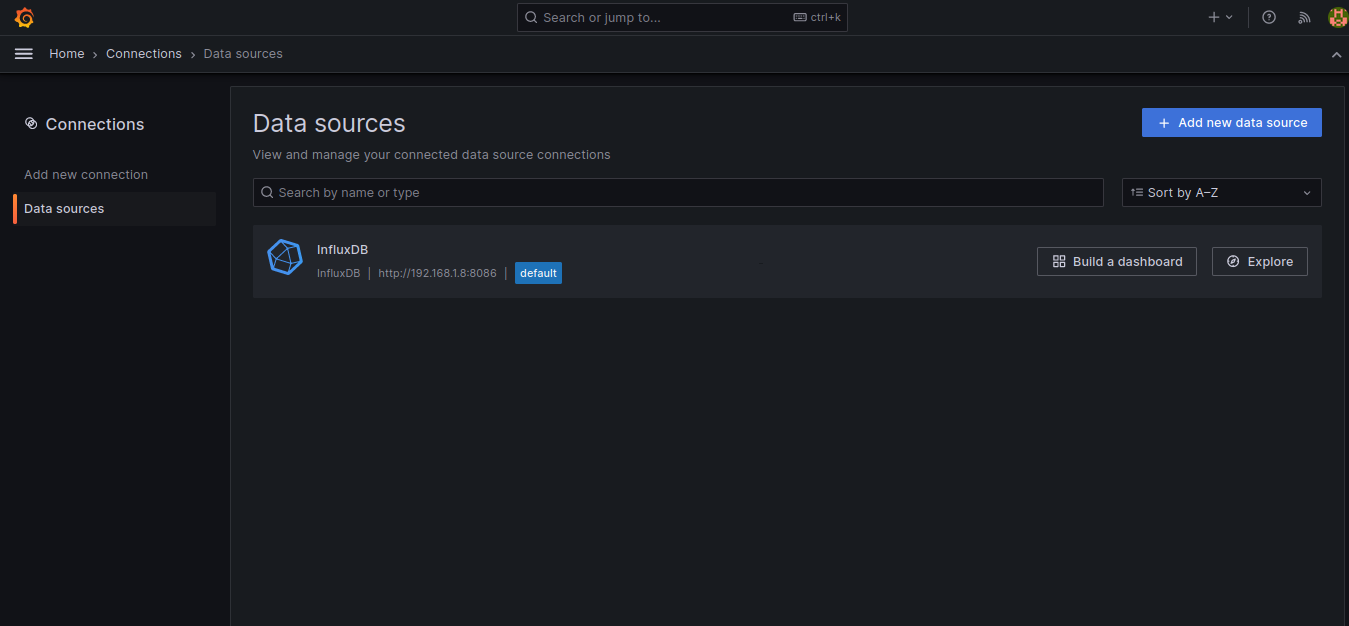 Search or jump to... ctrl+k
Home › Connections › Data sources
Connections
Add new connection
Data sources
Data sources
Add new data source
View and manage your connected data source connections
Search by name or type
Sort by A–Z
InfluxDB
InfluxDB | http://192.168.1.8:8086 | default
Build a dashboard
Explore